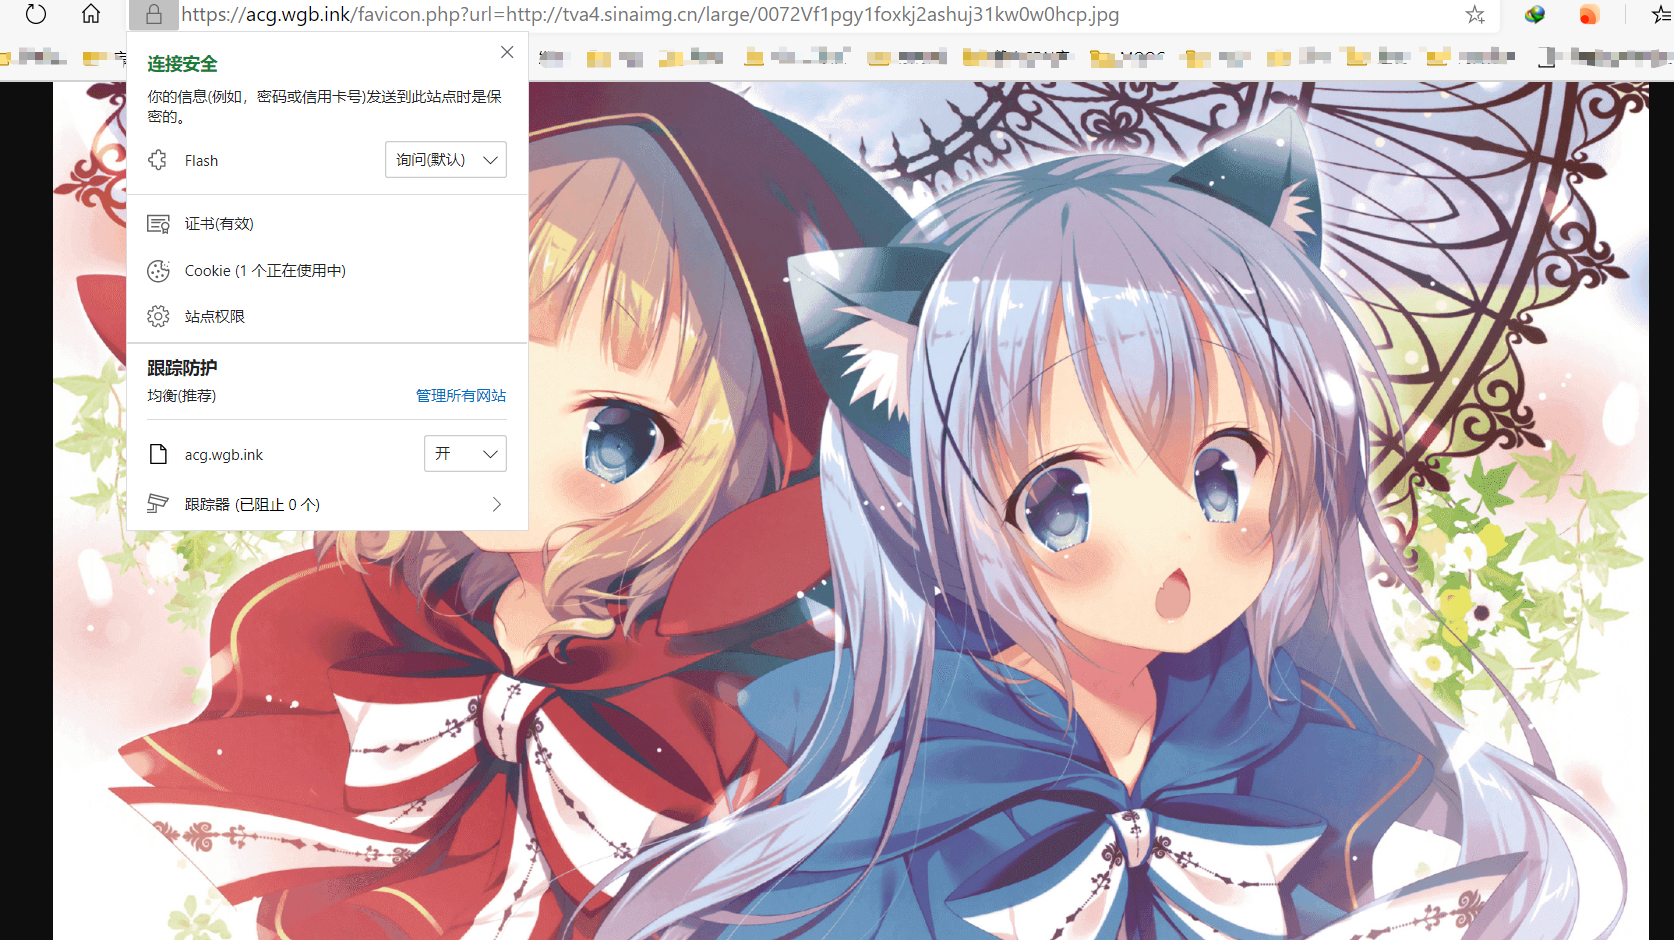 https://acg.wgb.ink/favicon.php?url=http://tva4.sinaimg.cn/large/0072Vf1pgy1foxkj2ashuj31kw0w0hcp.jpg
连接安全
你的信息(例如，密码或信用卡号)发送到此站点时是保
密的。
Flash
询问(默认)
证书(有效)
Cookie (1 个正在使用中)
站点权限
跟踪防护
均衡(推荐)
管理所有网站
acg.wgb.ink
开
跟踪器 (已阻止 0 个)